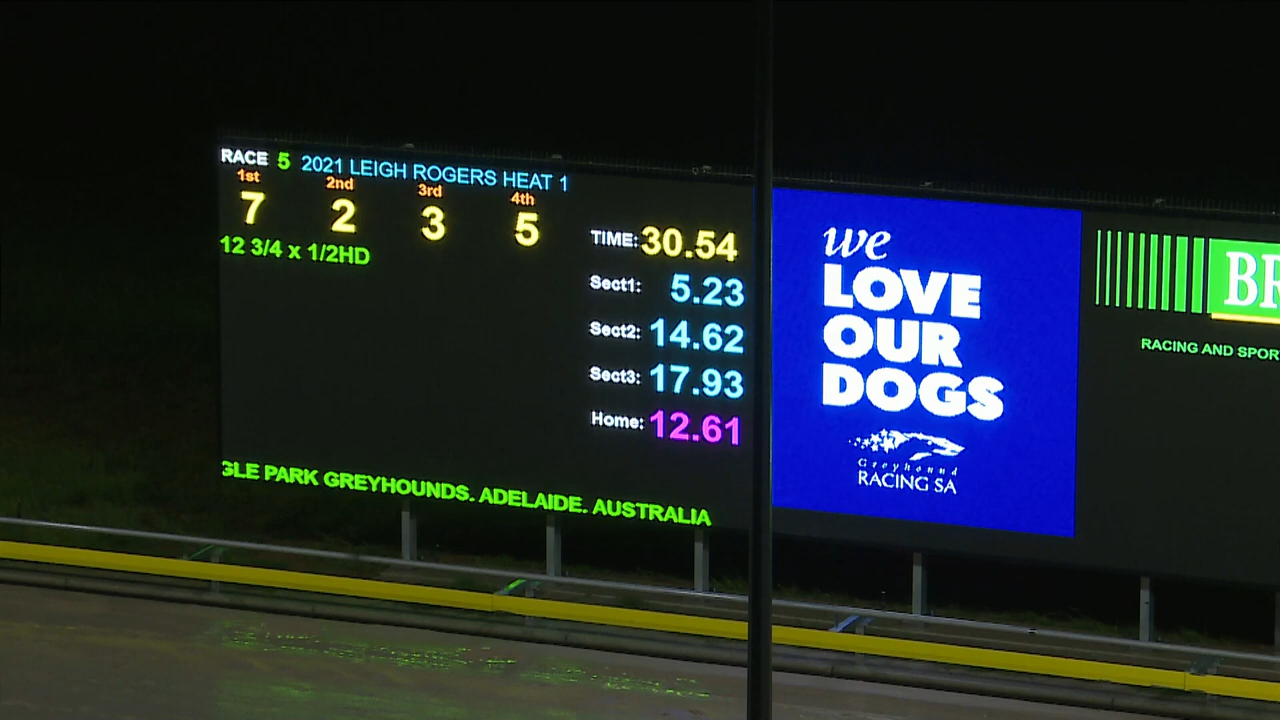 RACE 5 2021 LEIGH ROGERS HEAT 1
1st 2nd 3rd 4th
7 2 3 5
12 3/4 x 1/2HD
TIME: 30.54
Sect1: 5.23
Sect2: 14.62
Sect3: 17.93
Home: 12.61
GLE PARK GREYHOUNDS. ADELAIDE. AUSTRALIA
we
LOVE
OUR
DOGS
Greyhound
RACING SA
BR
RACING AND SPOR